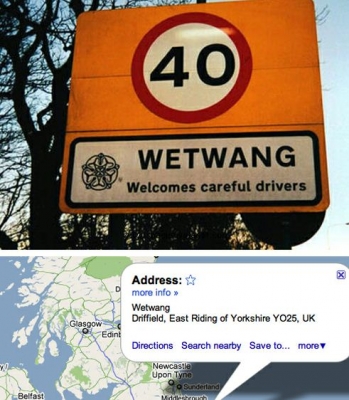 40
WETWANG
Welcomes careful drivers
Address:
more info »
Wetwang
Driffield, East Riding of Yorkshire YO25, UK
Directions Search nearby Save to... more▼
Glasgow
Edinb
Newcastle
Upon Tyne
Sunderland
Middlesbrough
Belfast